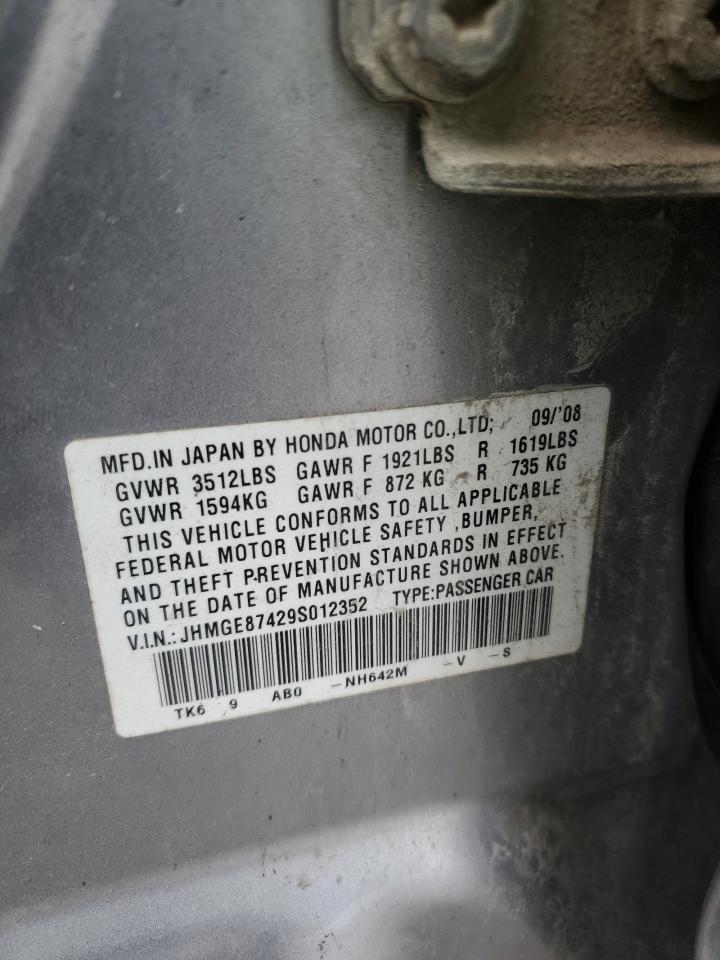 MFD.IN JAPAN BY HONDA MOTOR CO.,LTD; 09/'08
GVWR 3512LBS GAWR F 1921LBS R 1619LBS
GVWR 1594KG GAWR F 872 KG R 735 KG
THIS VEHICLE CONFORMS TO ALL APPLICABLE
FEDERAL MOTOR VEHICLE SAFETY ,BUMPER,
AND THEFT PREVENTION STANDARDS IN EFFECT
ON THE DATE OF MANUFACTURE SHOWN ABOVE.
V.I.N.:JHMGE87429S012352 TYPE:PASSENGER CAR
TK6 9 AB0 -NH642M -V -S